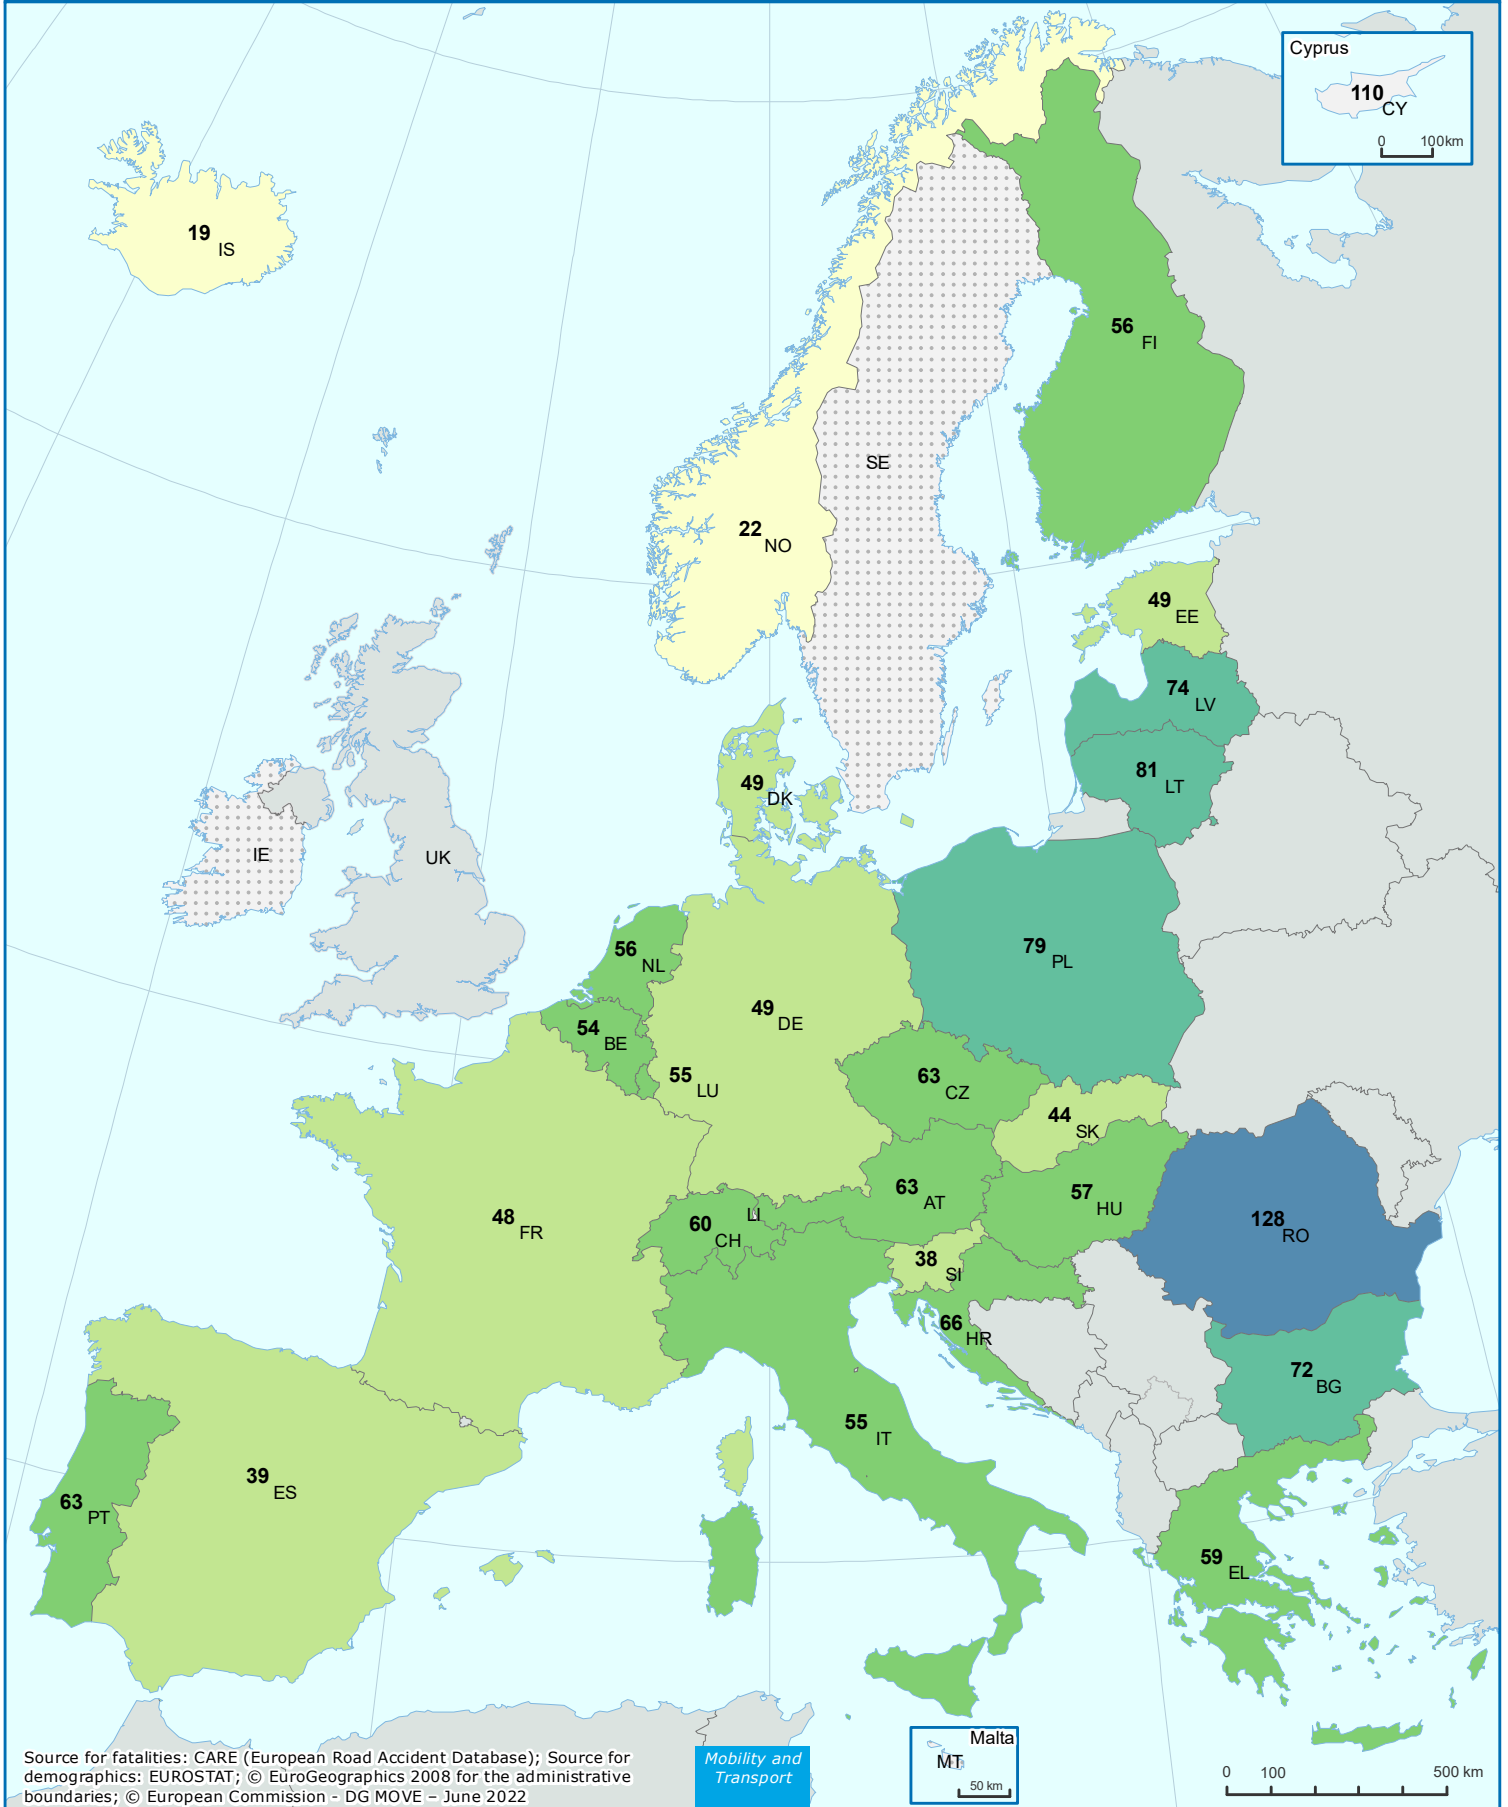 Cyprus
110
CY
0 100km
19
IS
56
FI
SE
22
NO
49
EE
74
LV
81
LT
49
DK
IE
UK
79
PL
56
NL
49
DE
54
BE
55
LU
63
CZ
44
SK
63
AT
57
HU
128
RO
48
FR
60
CH
LI
38
SI
66
HR
72
BG
55
IT
39
ES
63
PT
59
EL
Malta
MT
50 km
Source for fatalities: CARE (European Road Accident Database); Source for
demographics: EUROSTAT; © EuroGeographics 2008 for the administrative
boundaries; © European Commission - DG MOVE – June 2022
Mobility and
Transport
0 100 500 km